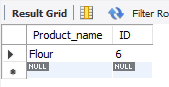 Result Grid Filter Ro
Product_name ID
Flour 6
NULL NULL